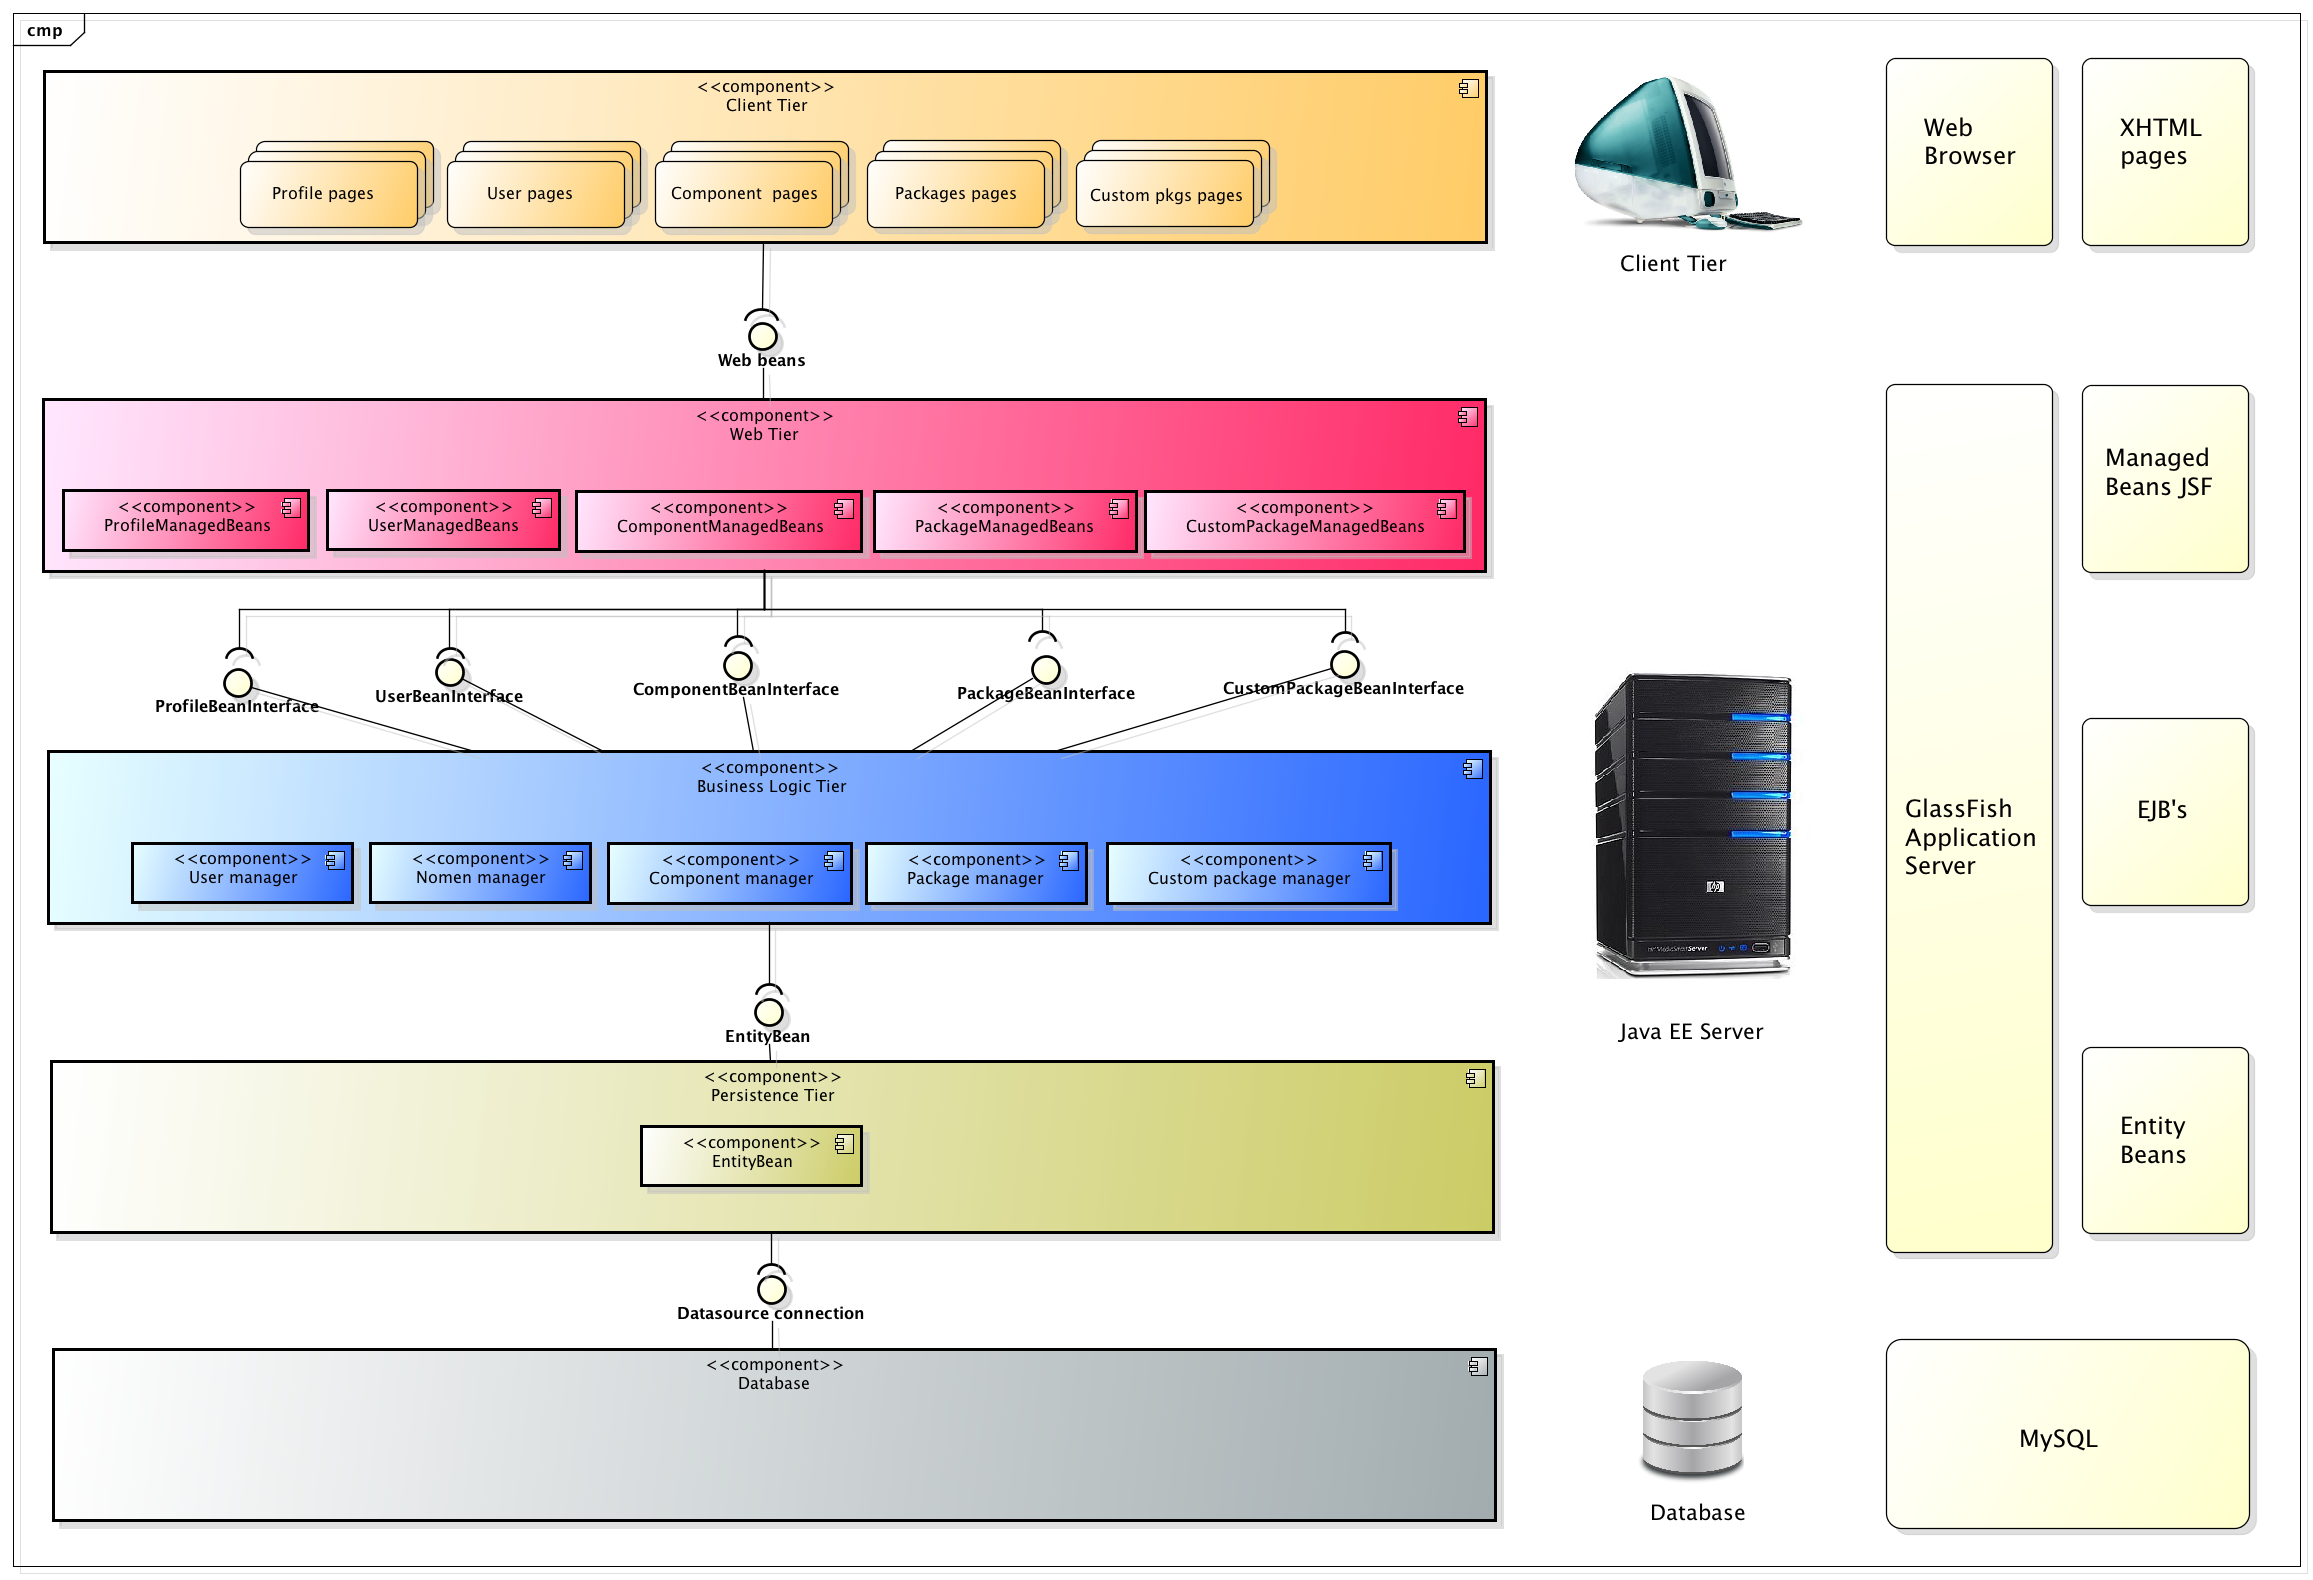 cmp
<<component>>
Client Tier
Profile pages
User pages
Component  pages
Packages pages
Custom pkgs pages
Client Tier
Web
Browser
XHTML
pages
Web beans
<<component>>
Web Tier
<<component>>
ProfileManagedBeans
<<component>>
UserManagedBeans
<<component>>
ComponentManagedBeans
<<component>>
PackageManagedBeans
<<component>>
CustomPackageManagedBeans
Managed
Beans JSF
ProfileBeanInterface
UserBeanInterface
ComponentBeanInterface
PackageBeanInterface
CustomPackageBeanInterface
<<component>>
Business Logic Tier
<<component>>
User manager
<<component>>
Nomen manager
<<component>>
Component manager
<<component>>
Package manager
<<component>>
Custom package manager
hp
Java EE Server
GlassFish
Application
Server
EJB's
EntityBean
<<component>>
Persistence Tier
<<component>>
EntityBean
Entity
Beans
Datasource connection
<<component>>
Database
Database
MySQL